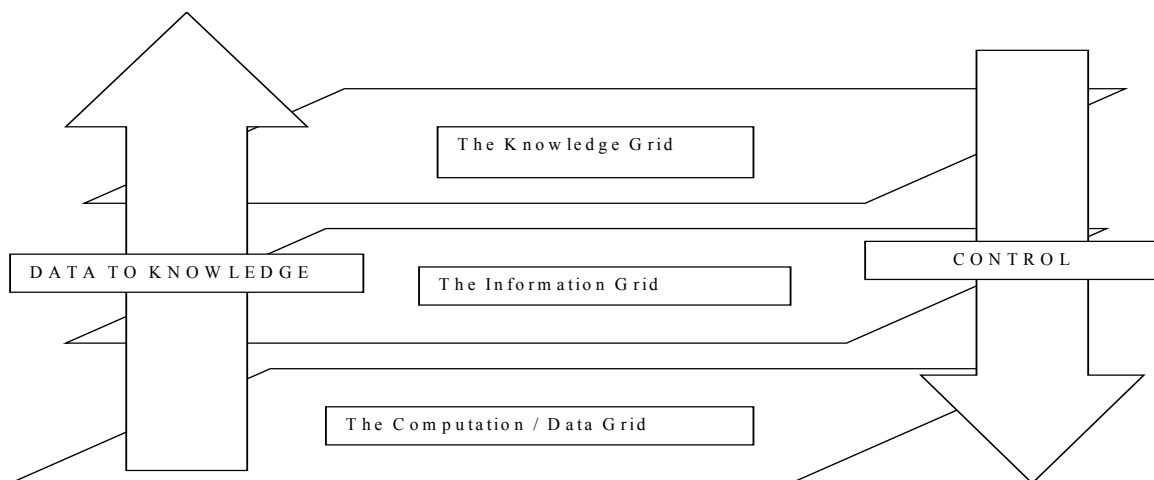 The Knowledge Grid
DATA TO KNOWLEDGE
CONTROL
The Information Grid
The Computation / Data Grid